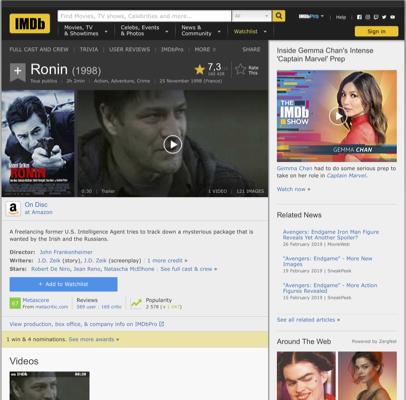 IMDb
Find Movies, TV shows, Celebrities and more...
All
IMDbPro
Help
Movies, TV & Showtimes
Celebs, Events & Photos
News & Community
Watchlist
Sign in
FULL CAST AND CREW | TRIVIA | USER REVIEWS | IMDbPro | MORE
SHARE
Ronin (1998)
7,3
Rate This
Tous publics | 2h 2min | Action, Adventure, Crime | 25 November 1998 (France)
RONIN
0:30 | Trailer
1 VIDEO | 121 IMAGES
On Disc
at Amazon
A freelancing former U.S. Intelligence Agent tries to track down a mysterious package that is
wanted by the Irish and the Russians.
Director: John Frankenheimer
Writers: J.D. Zeik (story), J.D. Zeik (screenplay) | 1 more credit »
Stars: Robert De Niro, Jean Reno, Natascha McElhone | See full cast & crew »
+ Add to Watchlist
67
Metascore
From metacritic.com
Reviews
569 user | 165 critic
Popularity
2 578
View production, box office, & company info on IMDbPro
1 win & 4 nominations. See more awards »
Videos
Inside Gemma Chan's Intense
'Captain Marvel' Prep
THE
IMDb
SHOW
GEMMA CHAN
Gemma Chan had to do some serious prep to
take on her role in Captain Marvel.
Watch now »
Related News
Avengers: Endgame Iron Man Figure
Reveals Yet Another Spoiler?
26 February 2019 | MovieWeb
Avengers: "Endgame" - More New
Images
19 February 2019 | SneakPeek
Avengers: "Endgame" - More Action
Figures Revealed
15 February 2019 | SneakPeek
See all related articles »
Around The Web
Powered by ZergNet